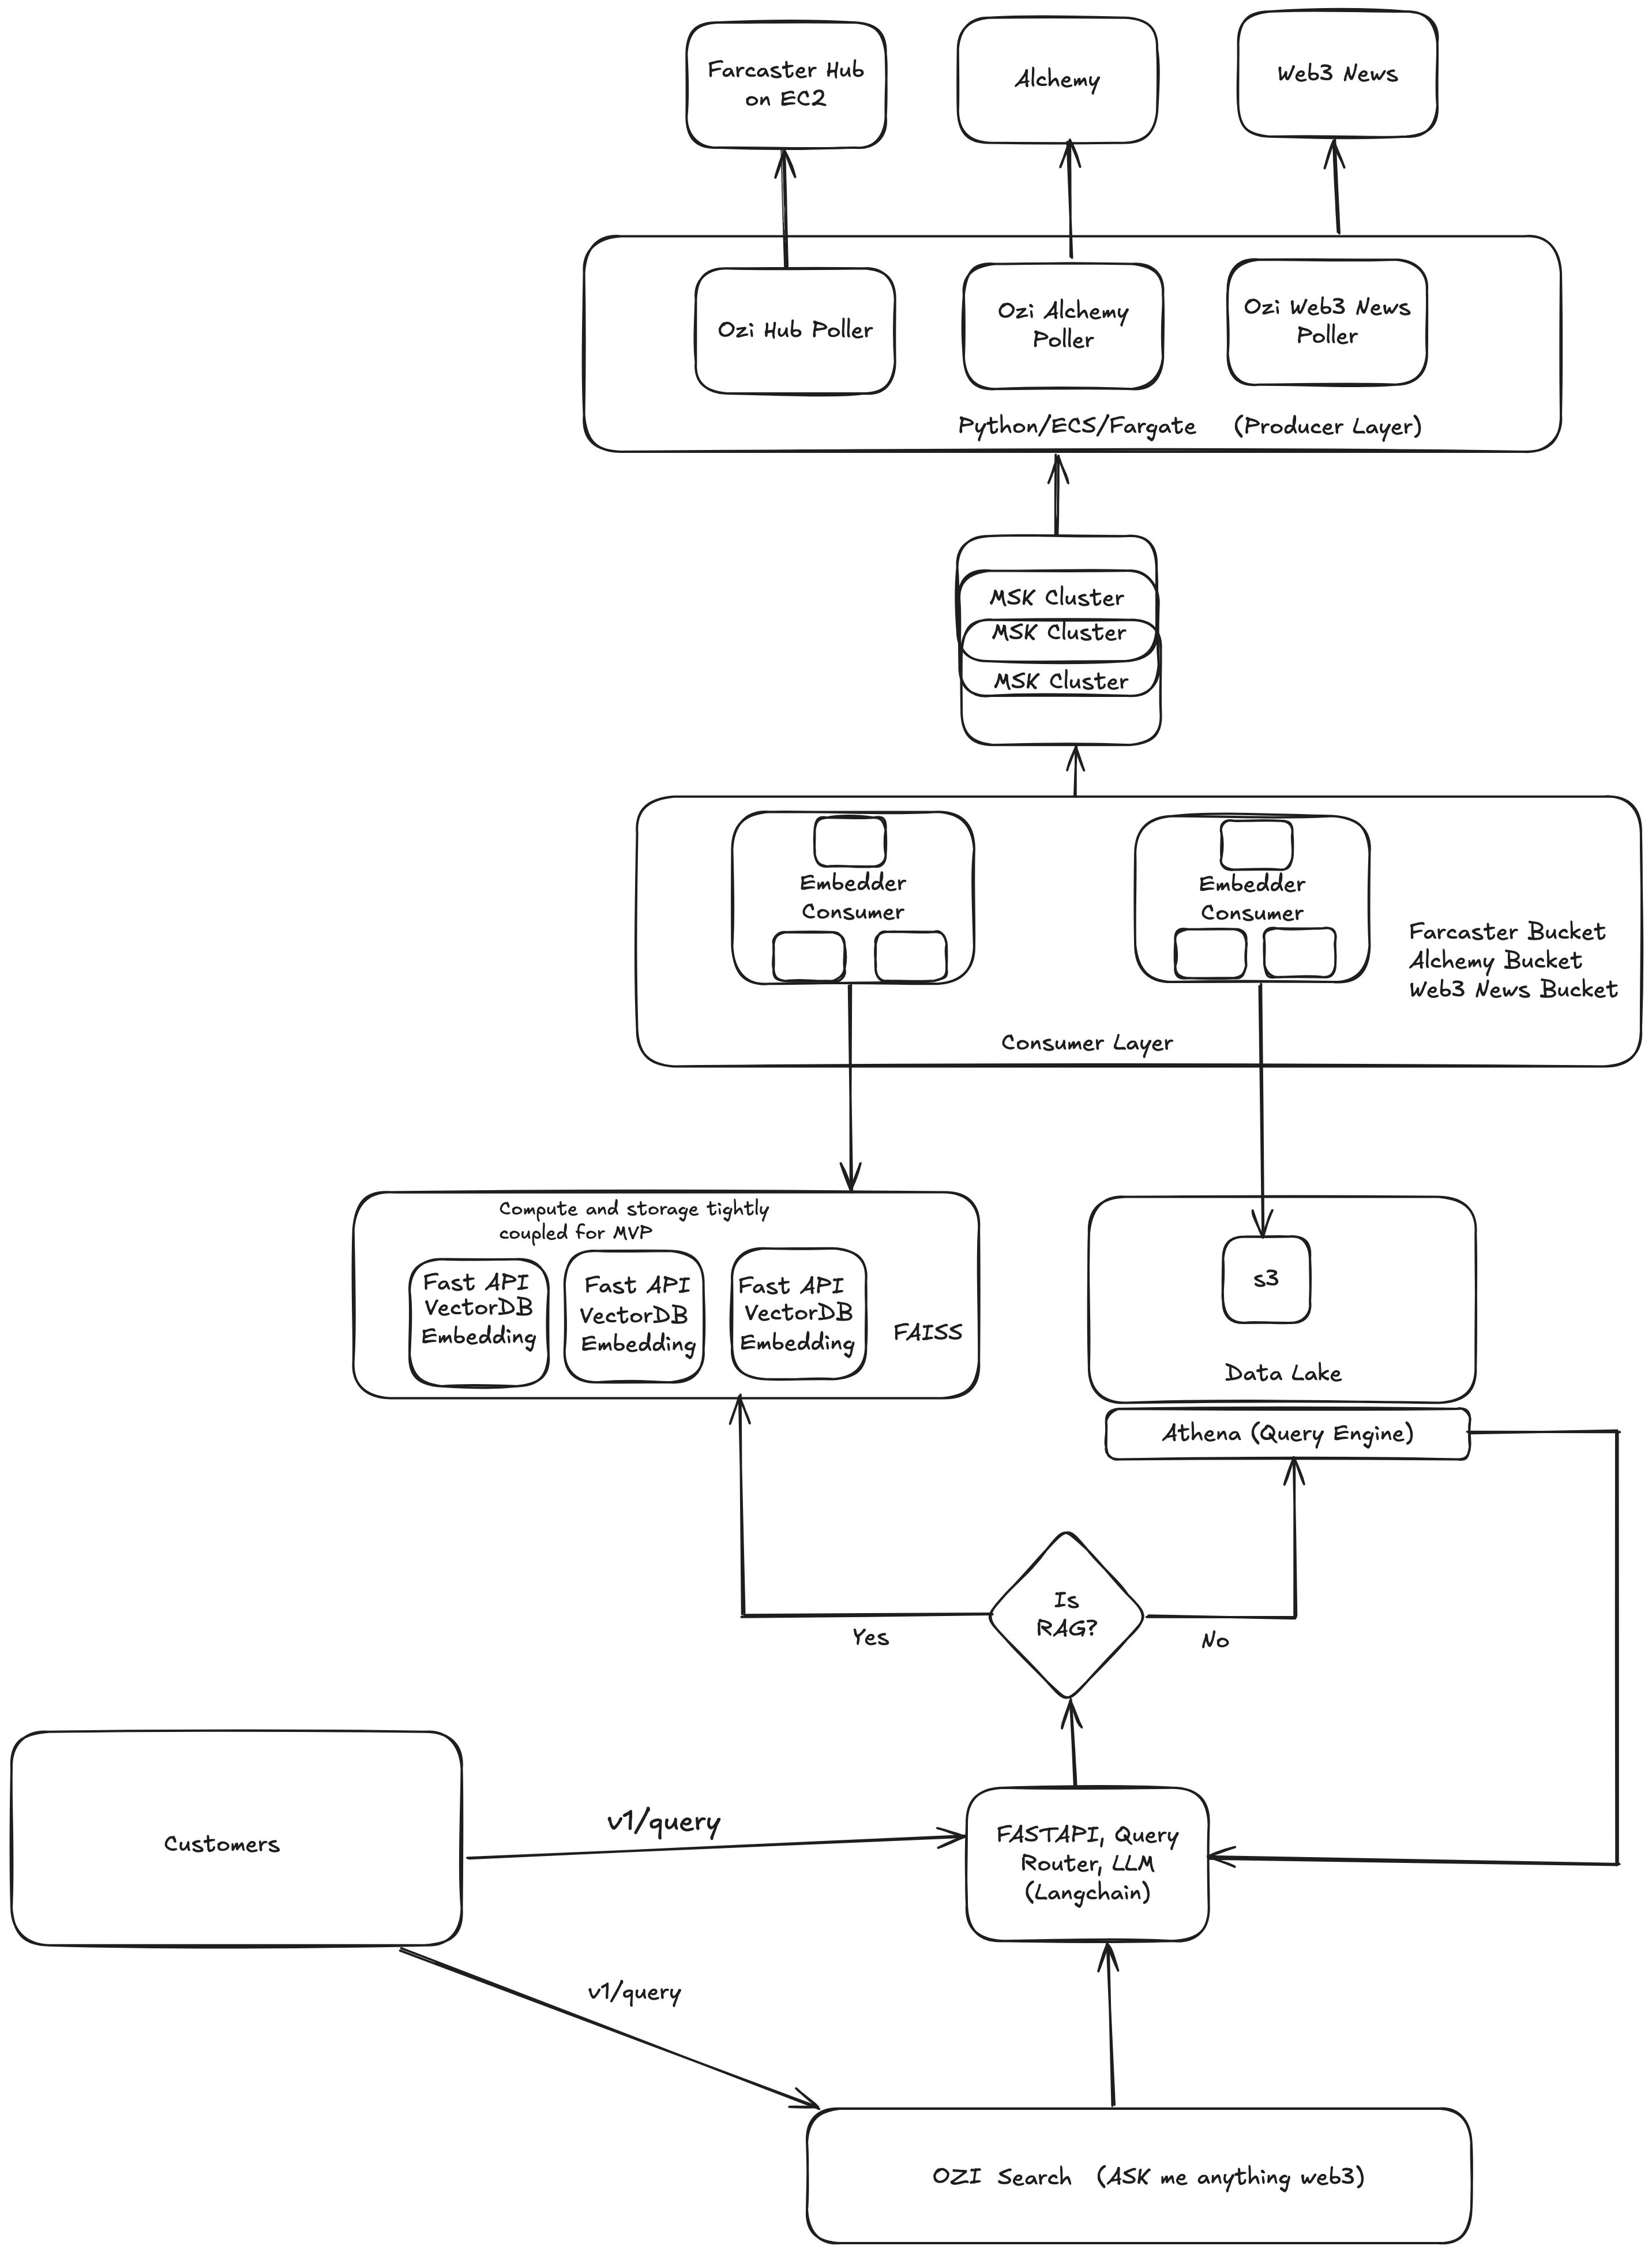 Farcaster Hub
on EC2
Alchemy
Web3 News
Ozi Hub Poller
Ozi Alchemy
Poller
Ozi Web3 News
Poller
Python/ECS/Fargate (Producer Layer)
MSK Cluster
MSK Cluster
MSK Cluster
Embedder
Consumer
Embedder
Consumer
Farcaster Bucket
Alchemy Bucket
Web3 News Bucket
Consumer Layer
Compute and storage tightly
coupled for MVP
Fast API
VectorDB
Embedding
Fast API
VectorDB
Embedding
Fast API
VectorDB
Embedding
FAISS
s3
Data Lake
Athena (Query Engine)
Is
RAG?
Yes
No
Customers
v1/query
FASTAPI, Query
Router, LLM
(Langchain)
v1/query
OZI Search (ASK me anything web3)